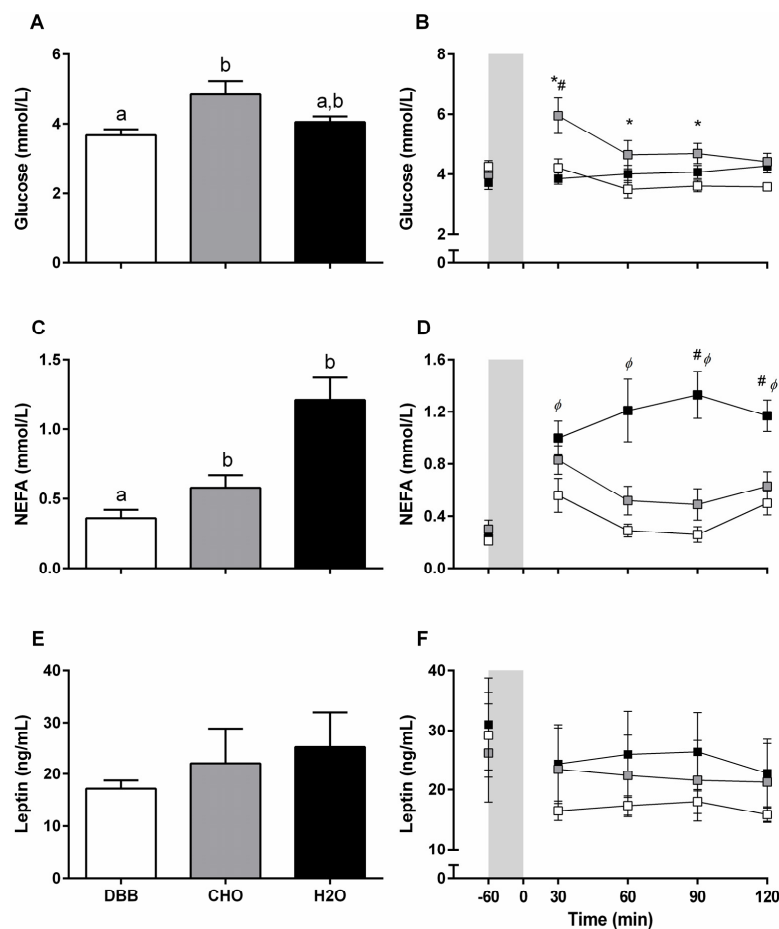 A
Glucose (mmol/L)
6
4
2
0
a
b
a,b
B
Glucose (mmol/L)
8
6
4
2
0
*#
*
*
C
NEFA (mmol/L)
1.5
1.0
0.5
0.0
a
b
b
D
NEFA (mmol/L)
1.6
1.2
0.8
0.4
0.0
ϕ
ϕ
#ϕ
#ϕ
E
Leptin (ng/mL)
40
30
20
10
0
DBB CHO H2O
F
Leptin (ng/mL)
40
30
20
10
0
-60 0 30 60 90 120
Time (min)